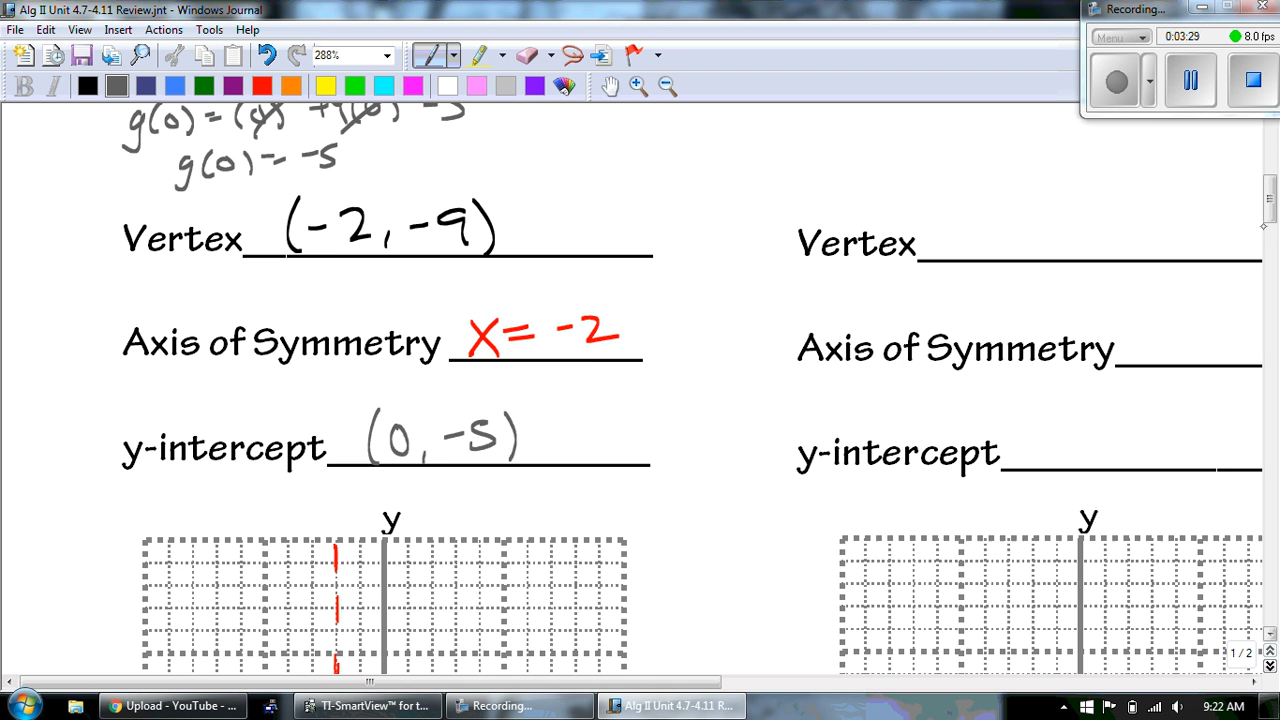 Alg II Unit 4.7-4.11 Review.jnt - Windows Journal
Recording...
File Edit View Insert Actions Tools Help
Menu 0:03:29 8.0 fps
288%
B I
g(0) = -5
Vertex (-2, -9)
Vertex
Axis of Symmetry x = -2
Axis of Symmetry
y-intercept (0, -5)
y-intercept
y
y
1 / 2
Upload - YouTube - ...
TI-SmartView™ for t...
Recording...
Alg II Unit 4.7-4.11 R...
9:22 AM